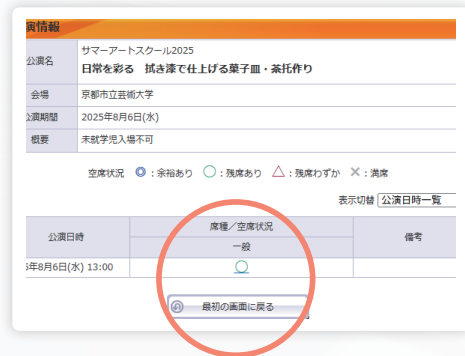 演情報
公演名
サマーアートスクール2025
日常を彩る 拭き漆で仕上げる菓子皿・茶托作り
会場
京都市立芸術大学
公演期間
2025年8月6日(水)
概要
未就学児入場不可
空席状況 ◎：余裕あり ○：残席あり △：残席わずか ×：満席
表示切替 公演日時一覧
公演日時
席種／空席状況
備考
一般
5年8月6日(水) 13:00
○
最初の画面に戻る